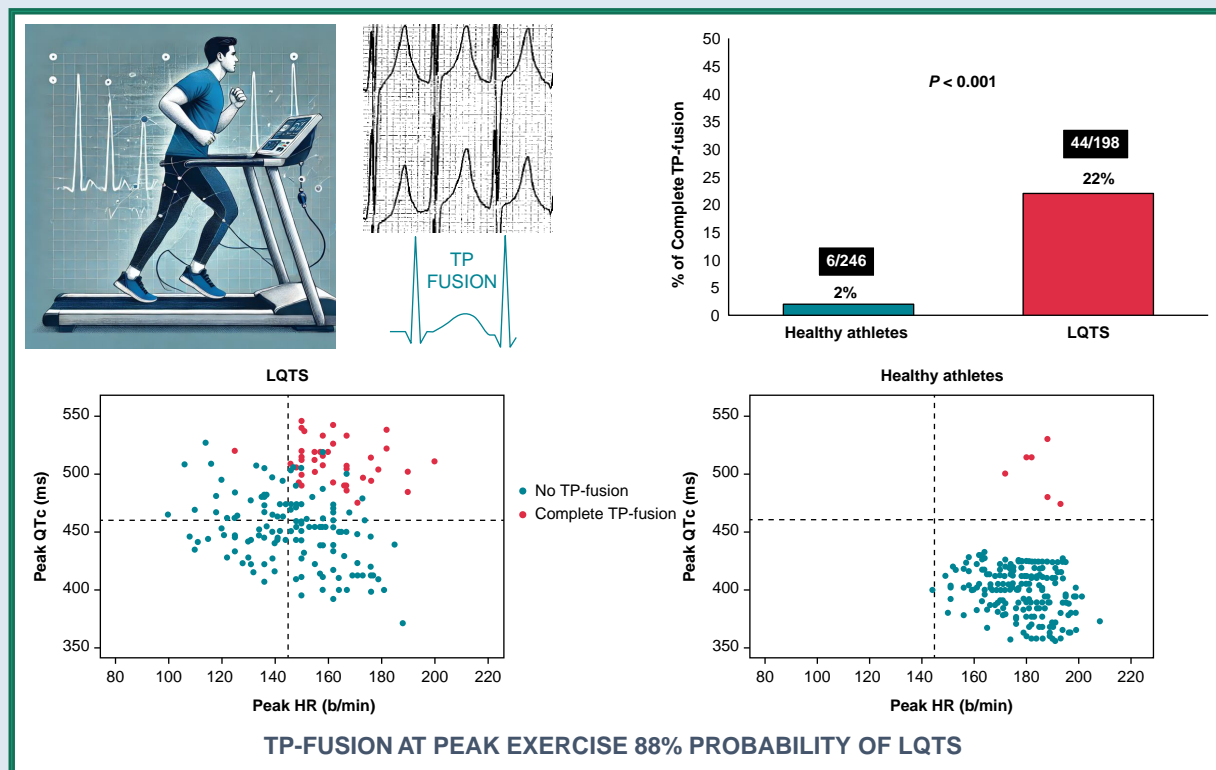 TP
FUSION
% of Complete TP-fusion
50
45
40
35
30
25
20
15
10
5
0
P < 0.001
6/246
2%
44/198
22%
Healthy athletes
LQTS
LQTS
Peak QTc (ms)
550
500
450
400
350
80 100 120 140 160 180 200 220
Peak HR (b/min)
No TP-fusion
Complete TP-fusion
Healthy athletes
Peak QTc (ms)
550
500
450
400
350
80 100 120 140 160 180 200 220
Peak HR (b/min)
TP-FUSION AT PEAK EXERCISE 88% PROBABILITY OF LQTS